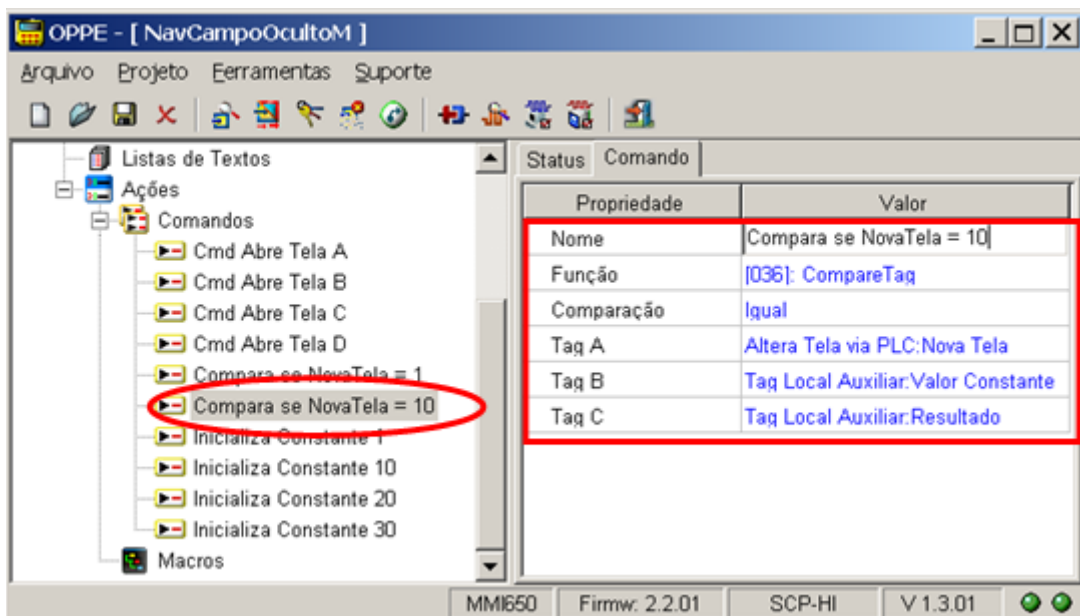 OPPE - [ NavCampoOcultoM ]
Arquivo Projeto Ferramentas Suporte
Listas de Textos
Ações
Comandos
Cmd Abre Tela A
Cmd Abre Tela B
Cmd Abre Tela C
Cmd Abre Tela D
Compara se NovaTela = 1
Compara se NovaTela = 10
Inicializa Constante 1
Inicializa Constante 10
Inicializa Constante 20
Inicializa Constante 30
Macros
Status Comando
Propriedade Valor
Nome Compara se NovaTela = 10
Função [036]: CompareTag
Comparação Igual
Tag A Altera Tela via PLC:Nova Tela
Tag B Tag Local Auxiliar:Valor Constante
Tag C Tag Local Auxiliar:Resultado
MMI650 Firmw: 2.2.01 SCP-HI V 1.3.01